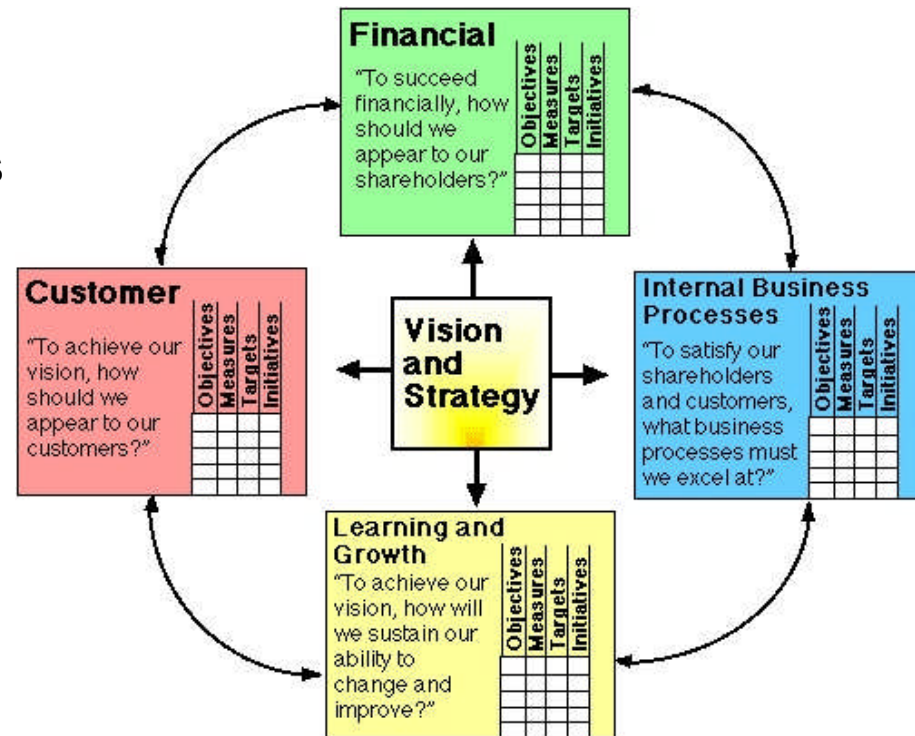 Financial
"To succeed
financially, how
should we
appear to our
shareholders?"
Objectives
Measures
Targets
Initiatives
s
Customer
"To achieve our
vision, how
should we
appear to our
customers?"
Objectives
Measures
Targets
Initiatives
Vision
and
Strategy
Internal Business
Processes
"To satisfy our
shareholders
and customers,
what business
processes must
we excel at?"
Objectives
Measures
Targets
Initiatives
Learning and
Growth
"To achieve our
vision, how will
we sustain our
ability to
change and
improve?"
Objectives
Measures
Targets
Initiatives